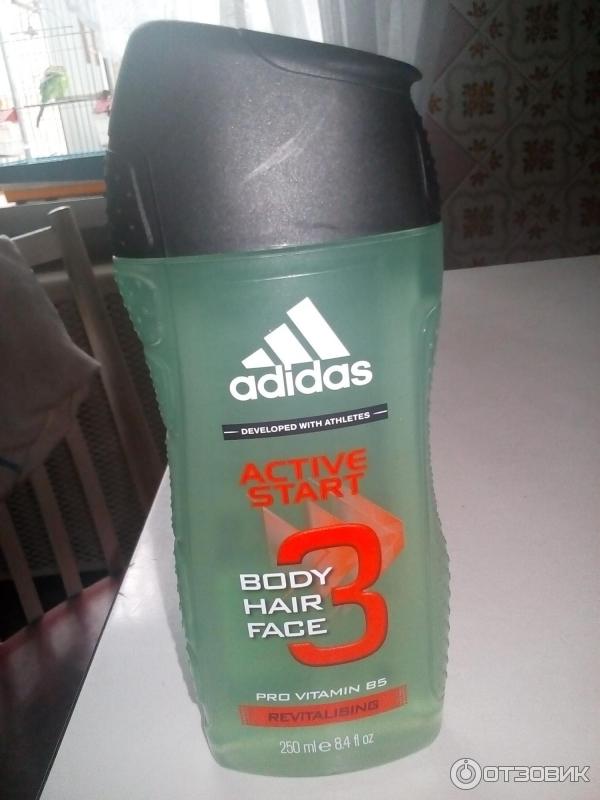 adidas
DEVELOPED WITH ATHLETES
ACTIVE
START
3
BODY
HAIR
FACE
PRO VITAMIN B5
REVITALISING
250 ml e 8.4 fl oz
ОТЗОВИК